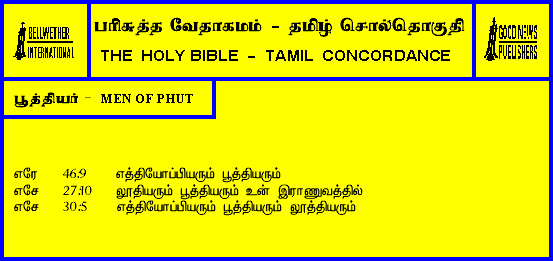 BELLWETHER
INTERNATIONAL
பரிசுத்த வேதாகமம் - தமிழ் சொல்தொகுதி
THE HOLY BIBLE - TAMIL CONCORDANCE
GOOD NEWS
PUBLISHERS
பூத்தியர் - MEN OF PHUT
எரே 46:9 எத்தியோப்பியரும் பூத்தியரும்
எசே 27:10 லூதியரும் பூத்தியரும் உன் இராணுவத்தில்
எசே 30:5 எத்தியோப்பியரும் பூத்தியரும் லூத்தியரும்